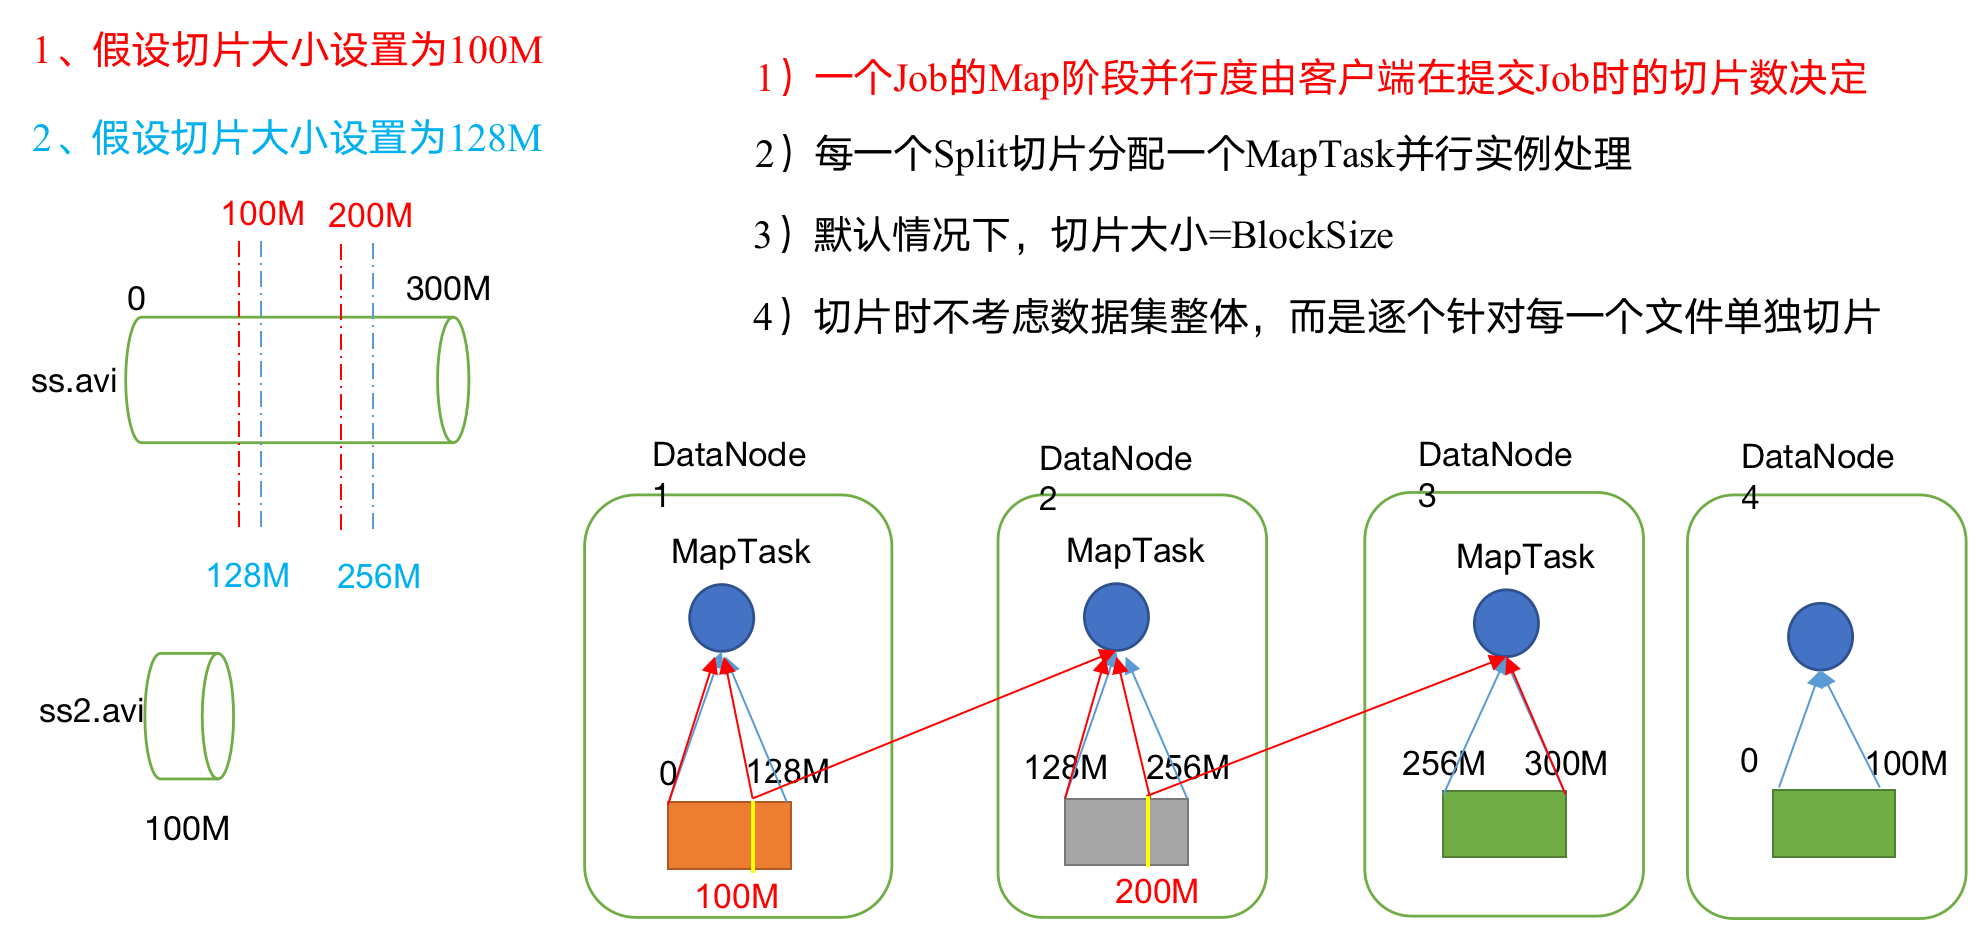 1、假设切片大小设置为100M
2、假设切片大小设置为128M
1）一个Job的Map阶段并行度由客户端在提交Job时的切片数决定
2）每一个Split切片分配一个MapTask并行实例处理
3）默认情况下，切片大小=BlockSize
4）切片时不考虑数据集整体，而是逐个针对每一个文件单独切片
100M 200M
0 300M
ss.avi
128M 256M
ss2.avi
100M
DataNode
1
MapTask
0 128M
100M
DataNode
2
MapTask
128M 256M
200M
DataNode
3
MapTask
256M 300M
DataNode
4
0 100M